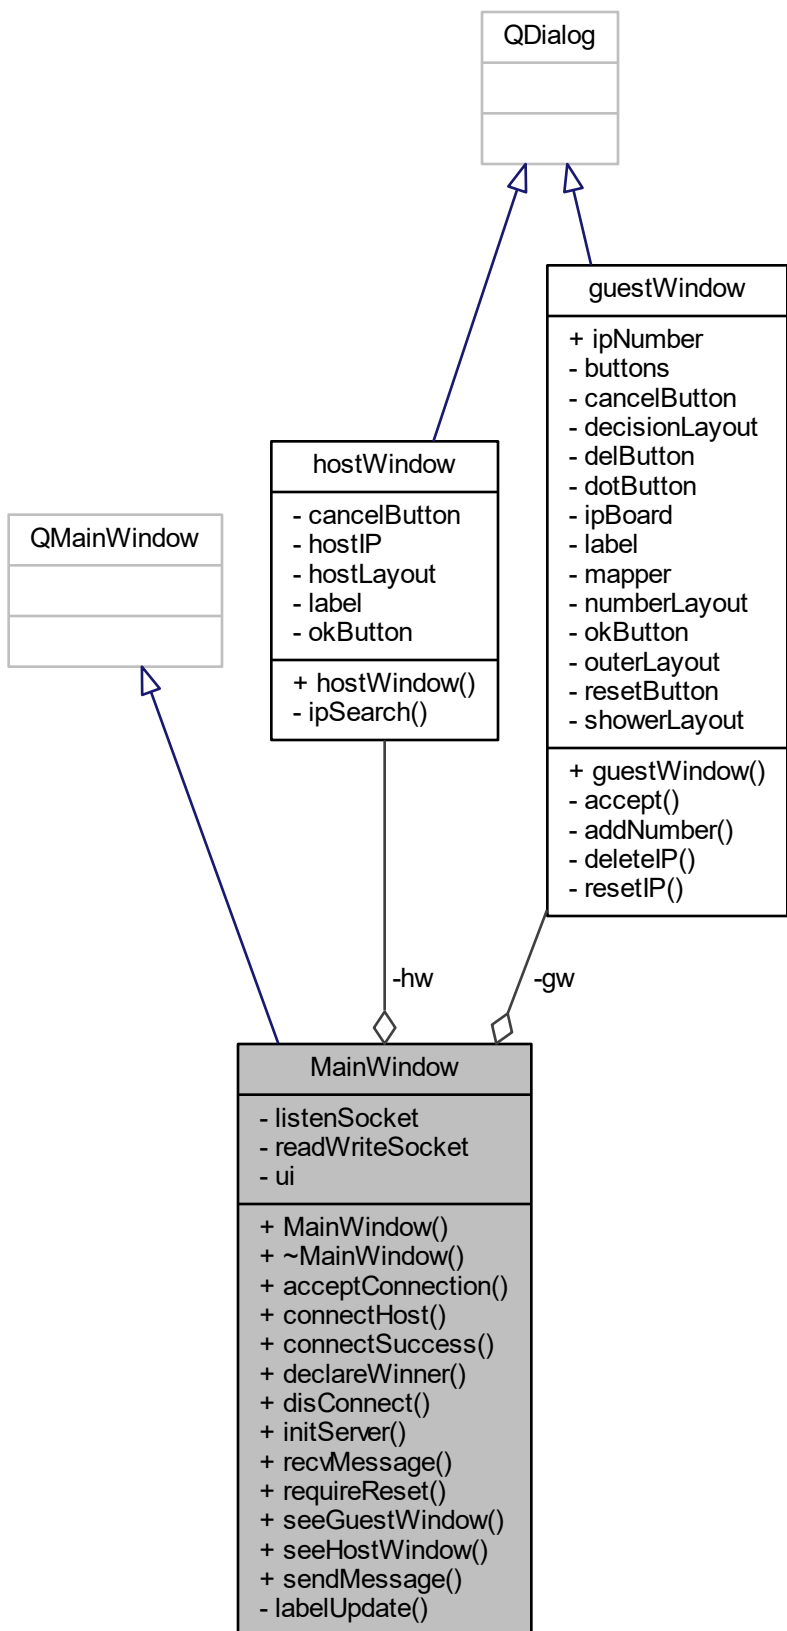 QDialog
guestWindow
+ ipNumber
- buttons
- cancelButton
- decisionLayout
- delButton
- dotButton
- ipBoard
- label
- mapper
- numberLayout
- okButton
- outerLayout
- resetButton
- showerLayout
+ guestWindow()
- accept()
- addNumber()
- deleteIP()
- resetIP()
hostWindow
- cancelButton
- hostIP
- hostLayout
- label
- okButton
+ hostWindow()
- ipSearch()
QMainWindow
-hw
-gw
MainWindow
- listenSocket
- readWriteSocket
- ui
+ MainWindow()
+ ~MainWindow()
+ acceptConnection()
+ connectHost()
+ connectSuccess()
+ declareWinner()
+ disConnect()
+ initServer()
+ recvMessage()
+ requireReset()
+ seeGuestWindow()
+ seeHostWindow()
+ sendMessage()
- labelUpdate()